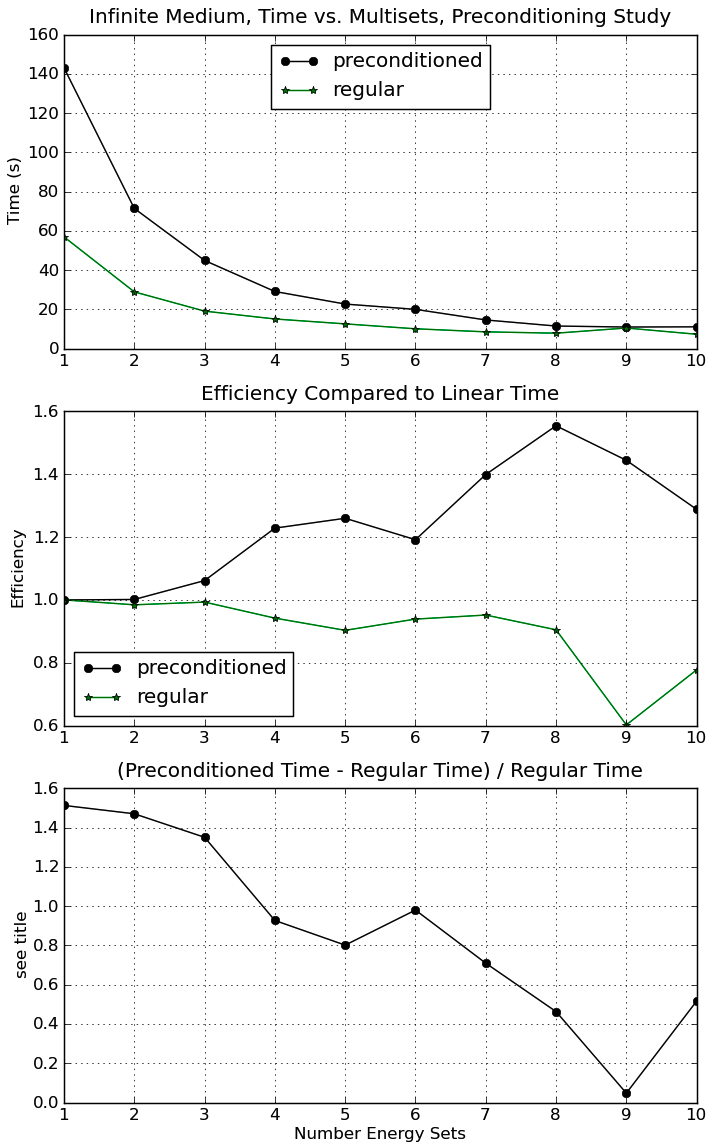 Infinite Medium, Time vs. Multisets, Preconditioning Study
160
140
120
100
80
60
40
20
0
Time (s)
preconditioned
regular
1 2 3 4 5 6 7 8 9 10
Efficiency Compared to Linear Time
1.6
1.4
1.2
1.0
0.8
0.6
Efficiency
preconditioned
regular
1 2 3 4 5 6 7 8 9 10
(Preconditioned Time - Regular Time) / Regular Time
1.6
1.4
1.2
1.0
0.8
0.6
0.4
0.2
0.0
see title
1 2 3 4 5 6 7 8 9 10
Number Energy Sets